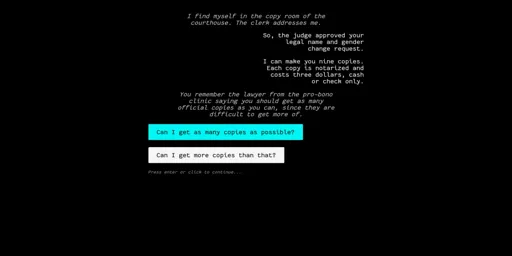 I find myself in the copy room of the
courthouse. The clerk addresses me.
So, the judge approved your
legal name and gender
change request.
I can make you nine copies.
Each copy is notarized and
costs three dollars, cash
or check only.
You remember the lawyer from the pro-bono
clinic saying you should get as many
official copies as you can, since they are
difficult to get more of.
Can I get as many copies as possible?
Can I get more copies than that?
Press enter or click to continue...